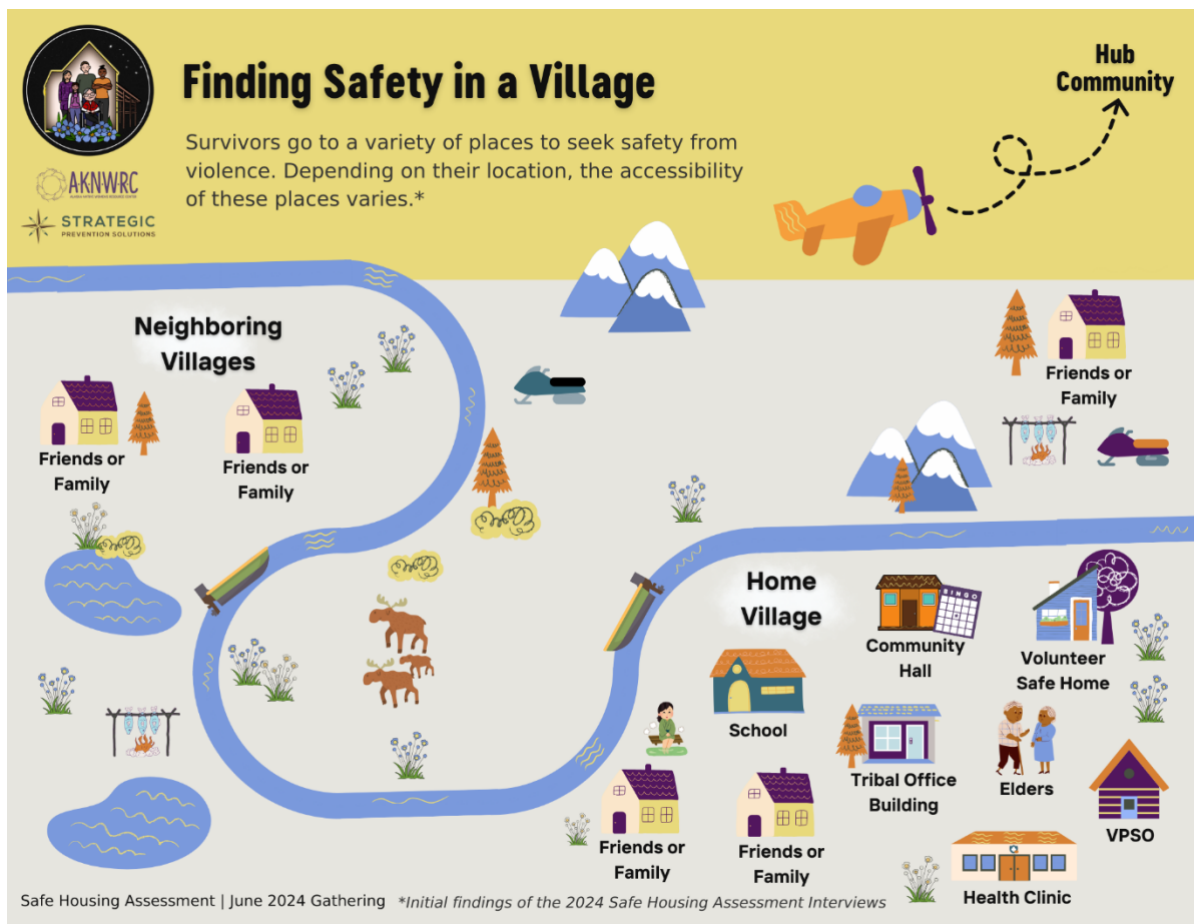 Finding Safety in a Village
Hub
Community
Survivors go to a variety of places to seek safety from
violence. Depending on their location, the accessibility
of these places varies.*
AKNWRC
STRATEGIC
PREVENTION SOLUTIONS
Neighboring
Villages
Friends or
Family
Friends or
Family
Friends or
Family
Home
Village
BINGO
Community
Hall
Volunteer
Safe Home
School
Tribal Office
Building
Elders
VPSO
Friends or
Family
Friends or
Family
Health Clinic
Safe Housing Assessment | June 2024 Gathering *Initial findings of the 2024 Safe Housing Assessment Interviews